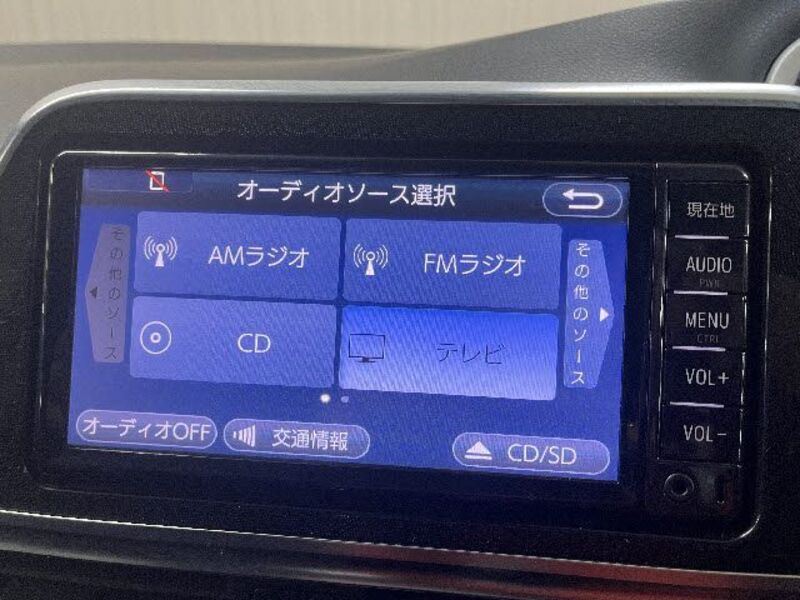 オーディオソース選択
その他のソース
AMラジオ
FMラジオ
その他のソース
CD
テレビ
オーディオOFF
交通情報
CD/SD
現在地
AUDIO
PWR
MENU
CTRL
VOL+
VOL-